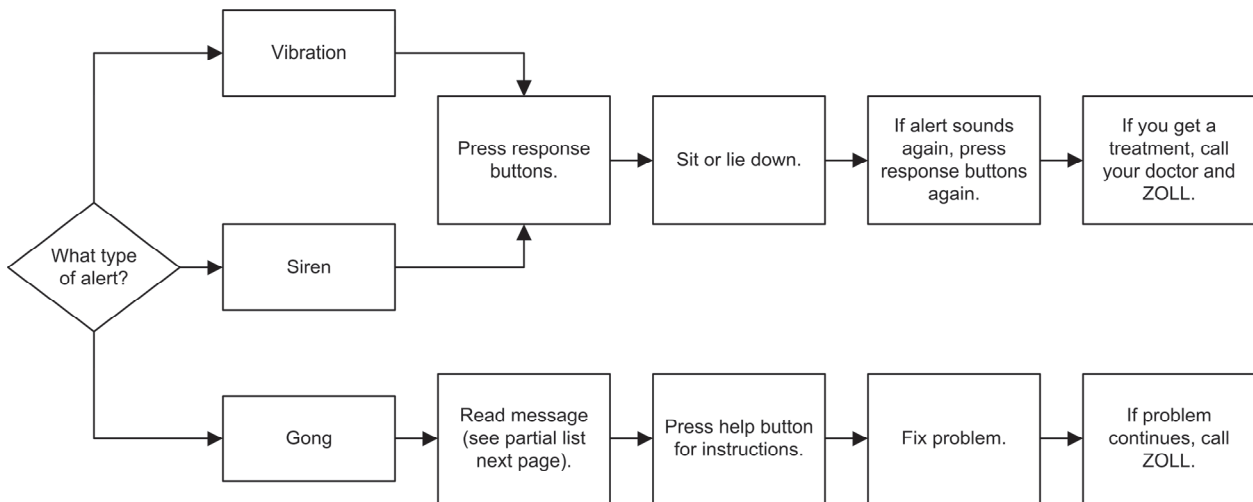 Vibration
Press response
buttons.
Sit or lie down.
If alert sounds
again, press
response buttons
again.
If you get a
treatment, call
your doctor and
ZOLL.
What type
of alert?
Siren
Gong
Read message
(see partial list
next page).
Press help button
for instructions.
Fix problem.
If problem
continues, call
ZOLL.